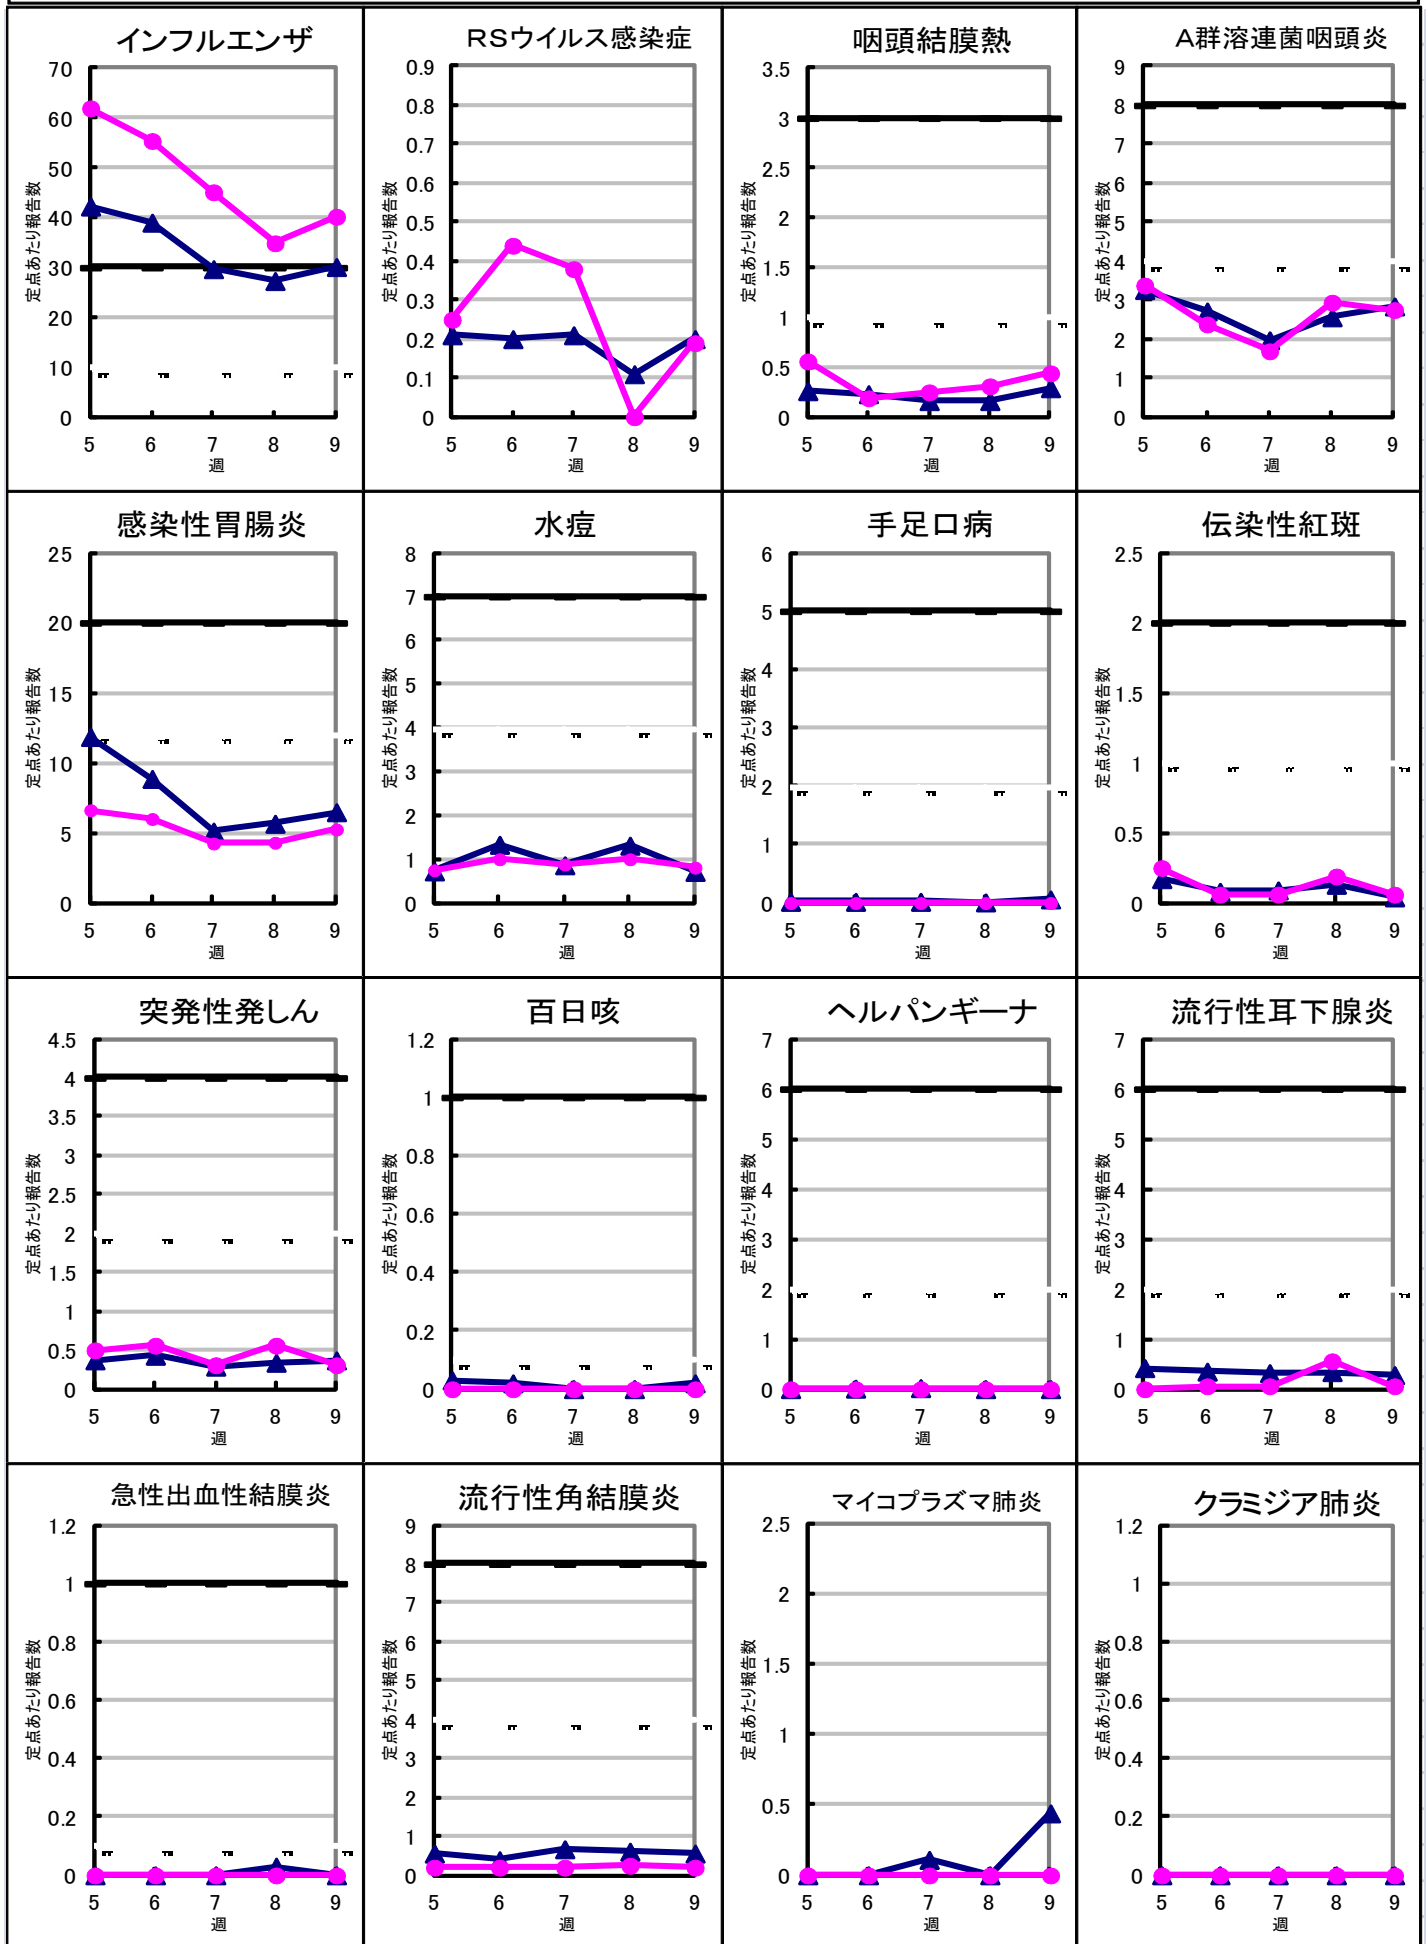 インフルエンザ
70
60
50
40
30
20
10
0
定点あたり報告数
5 6 7 8 9
週
RSウイルス感染症
0.9
0.8
0.7
0.6
0.5
0.4
0.3
0.2
0.1
0
定点あたり報告数
5 6 7 8 9
週
咽頭結膜熱
3.5
3
2.5
2
1.5
1
0.5
0
定点あたり報告数
5 6 7 8 9
週
A群溶連菌咽頭炎
9
8
7
6
5
4
3
2
1
0
定点あたり報告数
5 6 7 8 9
週
感染性胃腸炎
25
20
15
10
5
0
定点あたり報告数
5 6 7 8 9
週
水痘
8
7
6
5
4
3
2
1
0
定点あたり報告数
5 6 7 8 9
週
手足口病
6
5
4
3
2
1
0
定点あたり報告数
5 6 7 8 9
週
伝染性紅斑
2.5
2
1.5
1
0.5
0
定点あたり報告数
5 6 7 8 9
週
突発性発しん
4.5
4
3.5
3
2.5
2
1.5
1
0.5
0
定点あたり報告数
5 6 7 8 9
週
百日咳
1.2
1
0.8
0.6
0.4
0.2
0
定点あたり報告数
5 6 7 8 9
週
ヘルパンギーナ
7
6
5
4
3
2
1
0
定点あたり報告数
5 6 7 8 9
週
流行性耳下腺炎
7
6
5
4
3
2
1
0
定点あたり報告数
5 6 7 8 9
週
急性出血性結膜炎
1.2
1
0.8
0.6
0.4
0.2
0
定点あたり報告数
5 6 7 8 9
週
流行性角結膜炎
9
8
7
6
5
4
3
2
1
0
定点あたり報告数
5 6 7 8 9
週
マイコプラズマ肺炎
2.5
2
1.5
1
0.5
0
定点あたり報告数
5 6 7 8 9
週
クラミジア肺炎
1.2
1
0.8
0.6
0.4
0.2
0
定点あたり報告数
5 6 7 8 9
週